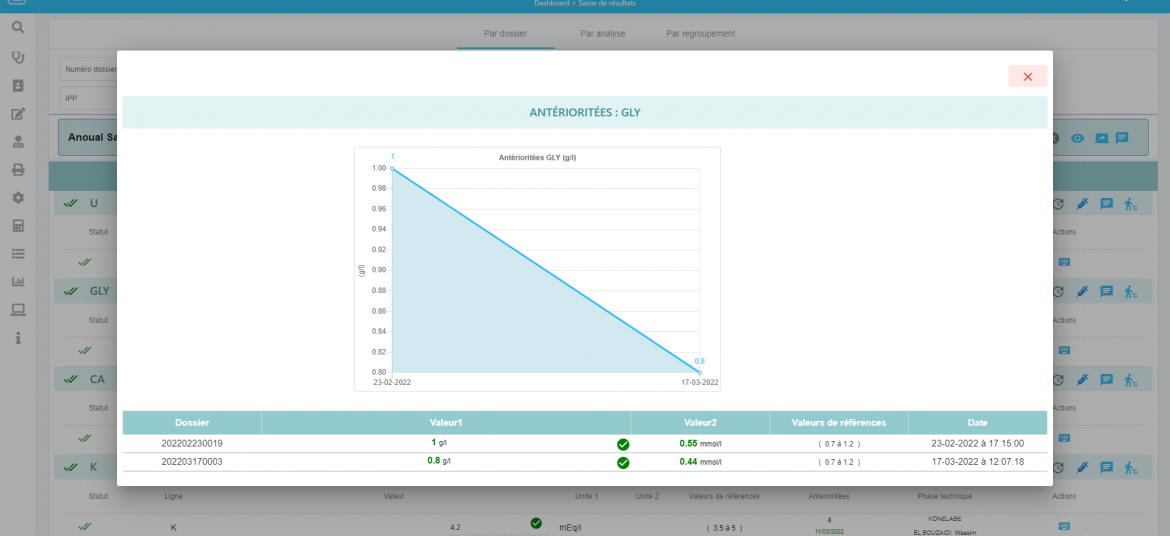 Dashboard > Saisie de résultats
Par dossier Par analyse Par regroupement
Numéro dossier
IPP
ANTÉRIORITÉES : GLY
Anoual Sa
Antériorités GLY (g/l)
1
1.00
0.98
0.96
0.94
0.92
0.90
0.88
0.86
0.84
0.82
0.80
(g/l)
0.8
23-02-2022 17-03-2022
U
Statut Actions
GLY
Statut Actions
CA
Statut Actions
Dossier Valeur1 Valeur2 Valeurs de références Date
202202230019 1 g/l 0.55 mmol/l ( 0.7 à 1.2 ) 23-02-2022 à 17:15:00
202203170003 0.8 g/l 0.44 mmol/l ( 0.7 à 1.2 ) 17-03-2022 à 12:07:18
K
Statut Ligne Valeur Unite 1 Unite 2 Valeurs de références Anterioritées Phase technique Actions
K 4.2 mEq/l ( 3.5 à 5 ) 4 KONELABE
11/03/2022 EL BOUZAIDI Wassim